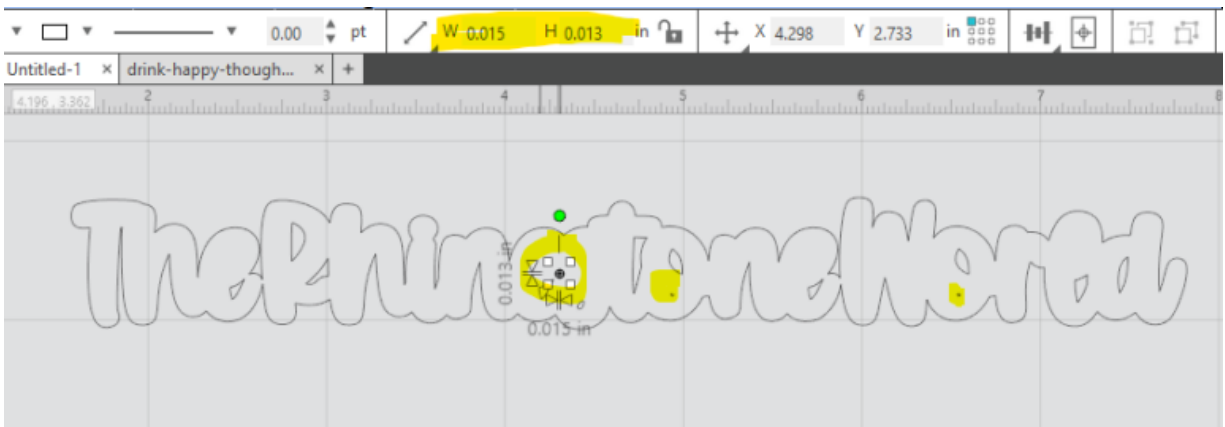 0.00 pt W 0.015 H 0.013 in X 4.298 Y 2.733 in
Untitled-1 × drink-happy-though... × +
4.196 , 3.362 2 3 4 5 6 7 8
TheRhinestoneWorld
0.013 in
0.015 in